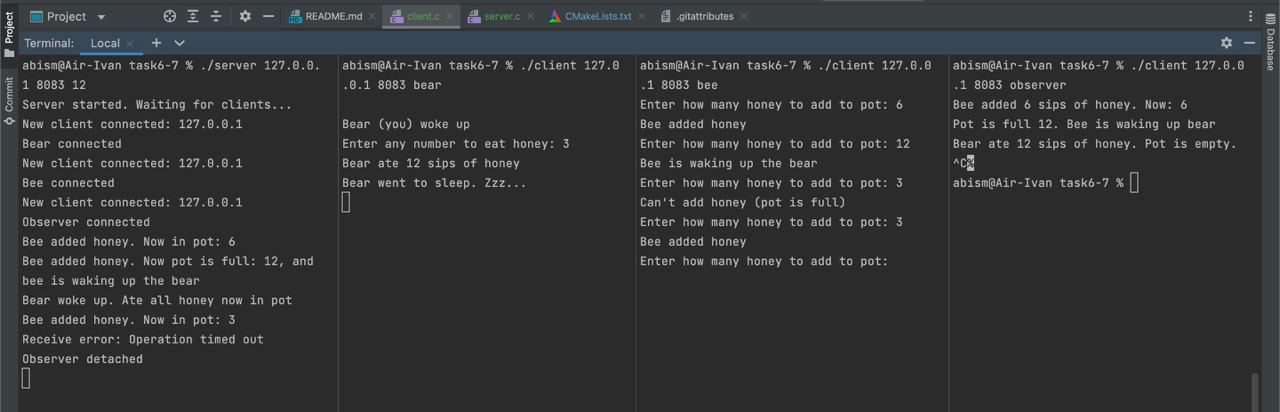 Project
README.md
client.c
server.c
CMakeLists.txt
.gitattributes
Project
Commit
Database
Terminal:
Local
abism@Air-Ivan task6-7 % ./server 127.0.0.
1 8083 12
Server started. Waiting for clients...
New client connected: 127.0.0.1
Bear connected
New client connected: 127.0.0.1
Bee connected
New client connected: 127.0.0.1
Observer connected
Bee added honey. Now in pot: 6
Bee added honey. Now pot is full: 12, and
bee is waking up the bear
Bear woke up. Ate all honey now in pot
Bee added honey. Now in pot: 3
Receive error: Operation timed out
Observer detached
abism@Air-Ivan task6-7 % ./client 127.0
.0.1 8083 bear
Bear (you) woke up
Enter any number to eat honey: 3
Bear ate 12 sips of honey
Bear went to sleep. Zzz...
abism@Air-Ivan task6-7 % ./client 127.0.0
.1 8083 bee
Enter how many honey to add to pot: 6
Bee added honey
Enter how many honey to add to pot: 12
Bee is waking up the bear
Enter how many honey to add to pot: 3
Can't add honey (pot is full)
Enter how many honey to add to pot: 3
Bee added honey
Enter how many honey to add to pot:
abism@Air-Ivan task6-7 % ./client 127.0.0
.1 8083 observer
Bee added 6 sips of honey. Now: 6
Pot is full 12. Bee is waking up bear
Bear ate 12 sips of honey. Pot is empty.
^C%
abism@Air-Ivan task6-7 %